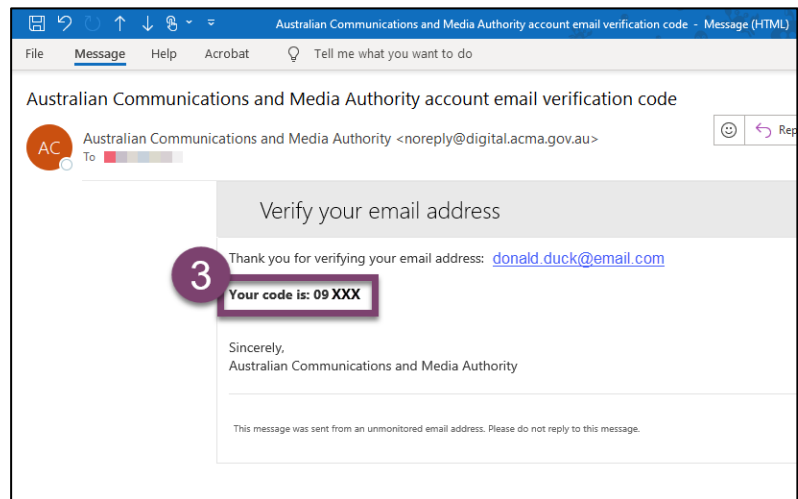 Australian Communications and Media Authority account email verification code - Message (HTML)
File Message Help Acrobat Tell me what you want to do
Australian Communications and Media Authority account email verification code
AC
Australian Communications and Media Authority <noreply@digital.acma.gov.au>
To
Rep
Verify your email address
Thank you for verifying your email address: donald.duck@email.com
3
Your code is: 09 XXX
Sincerely,
Australian Communications and Media Authority
This message was sent from an unmonitored email address. Please do not reply to this message.